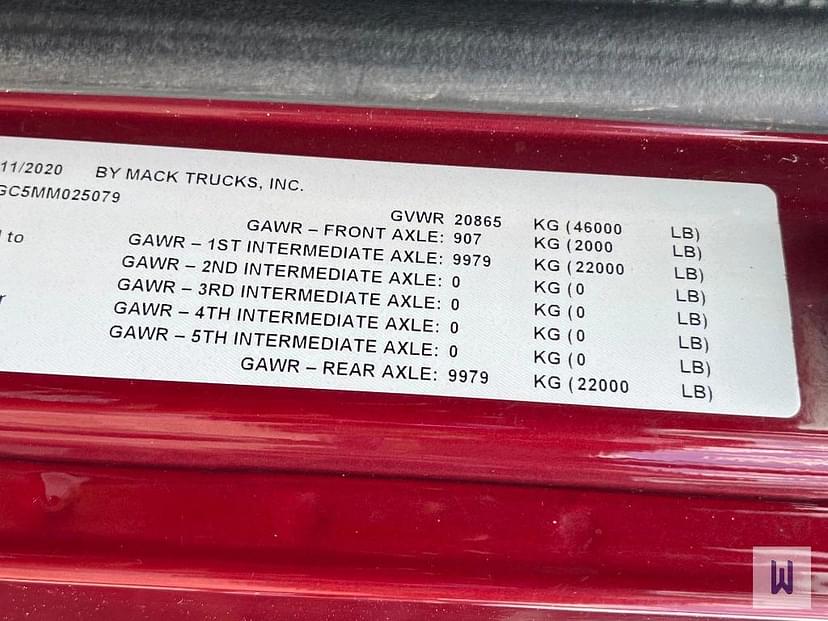 11/2020 BY MACK TRUCKS, INC.
GC5MM025079
GVWR 20865 KG (46000 LB)
GAWR – FRONT AXLE: 907 KG (2000 LB)
to GAWR – 1ST INTERMEDIATE AXLE: 9979 KG (22000 LB)
GAWR – 2ND INTERMEDIATE AXLE: 0 KG (0 LB)
GAWR – 3RD INTERMEDIATE AXLE: 0 KG (0 LB)
r GAWR – 4TH INTERMEDIATE AXLE: 0 KG (0 LB)
GAWR – 5TH INTERMEDIATE AXLE: 0 KG (0 LB)
GAWR – REAR AXLE: 9979 KG (22000 LB)
W